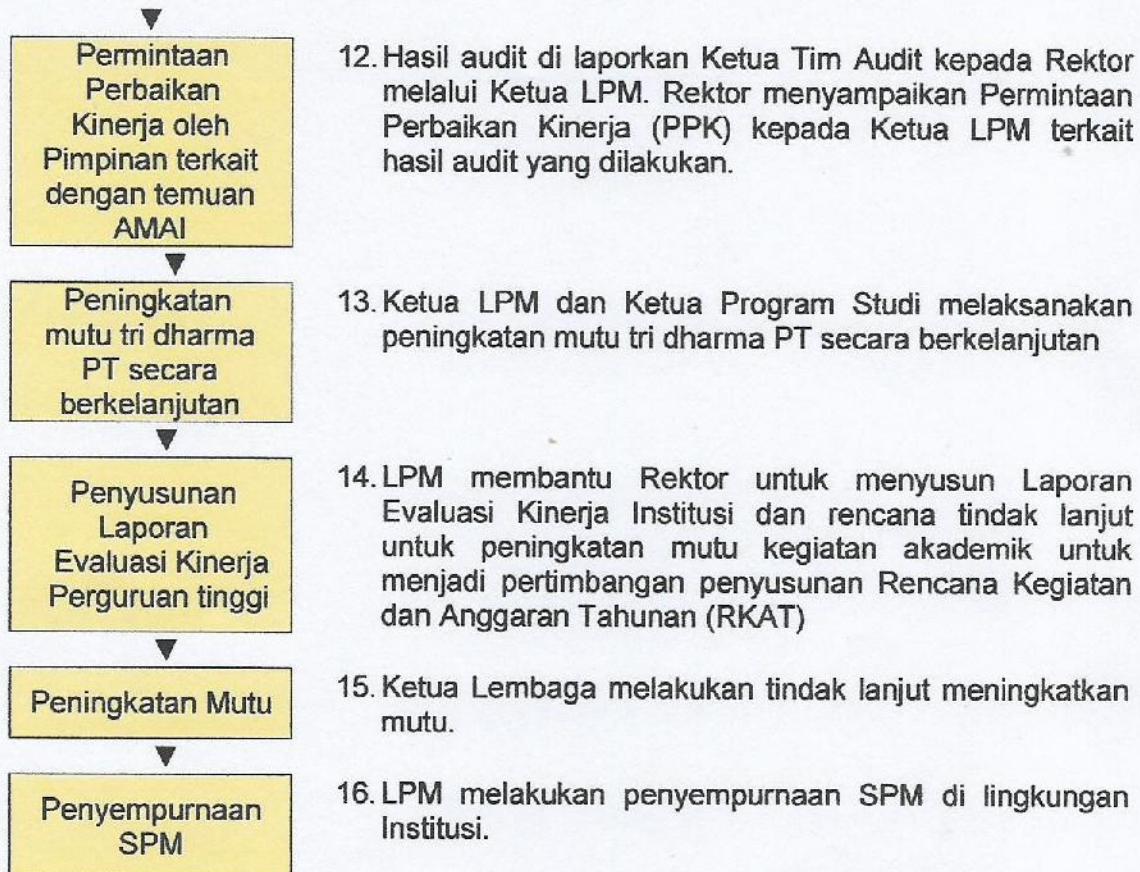 Permintaan
Perbaikan
Kinerja oleh
Pimpinan terkait
dengan temuan
AMAI
12. Hasil audit di laporkan Ketua Tim Audit kepada Rektor
melalui Ketua LPM. Rektor menyampaikan Permintaan
Perbaikan Kinerja (PPK) kepada Ketua LPM terkait
hasil audit yang dilakukan.
Peningkatan
mutu tri dharma
PT secara
berkelanjutan
13. Ketua LPM dan Ketua Program Studi melaksanakan
peningkatan mutu tri dharma PT secara berkelanjutan
Penyusunan
Laporan
Evaluasi Kinerja
Perguruan tinggi
14. LPM membantu Rektor untuk menyusun Laporan
Evaluasi Kinerja Institusi dan rencana tindak lanjut
untuk peningkatan mutu kegiatan akademik untuk
menjadi pertimbangan penyusunan Rencana Kegiatan
dan Anggaran Tahunan (RKAT)
Peningkatan Mutu
15. Ketua Lembaga melakukan tindak lanjut meningkatkan
mutu.
Penyempurnaan
SPM
16. LPM melakukan penyempurnaan SPM di lingkungan
Institusi.